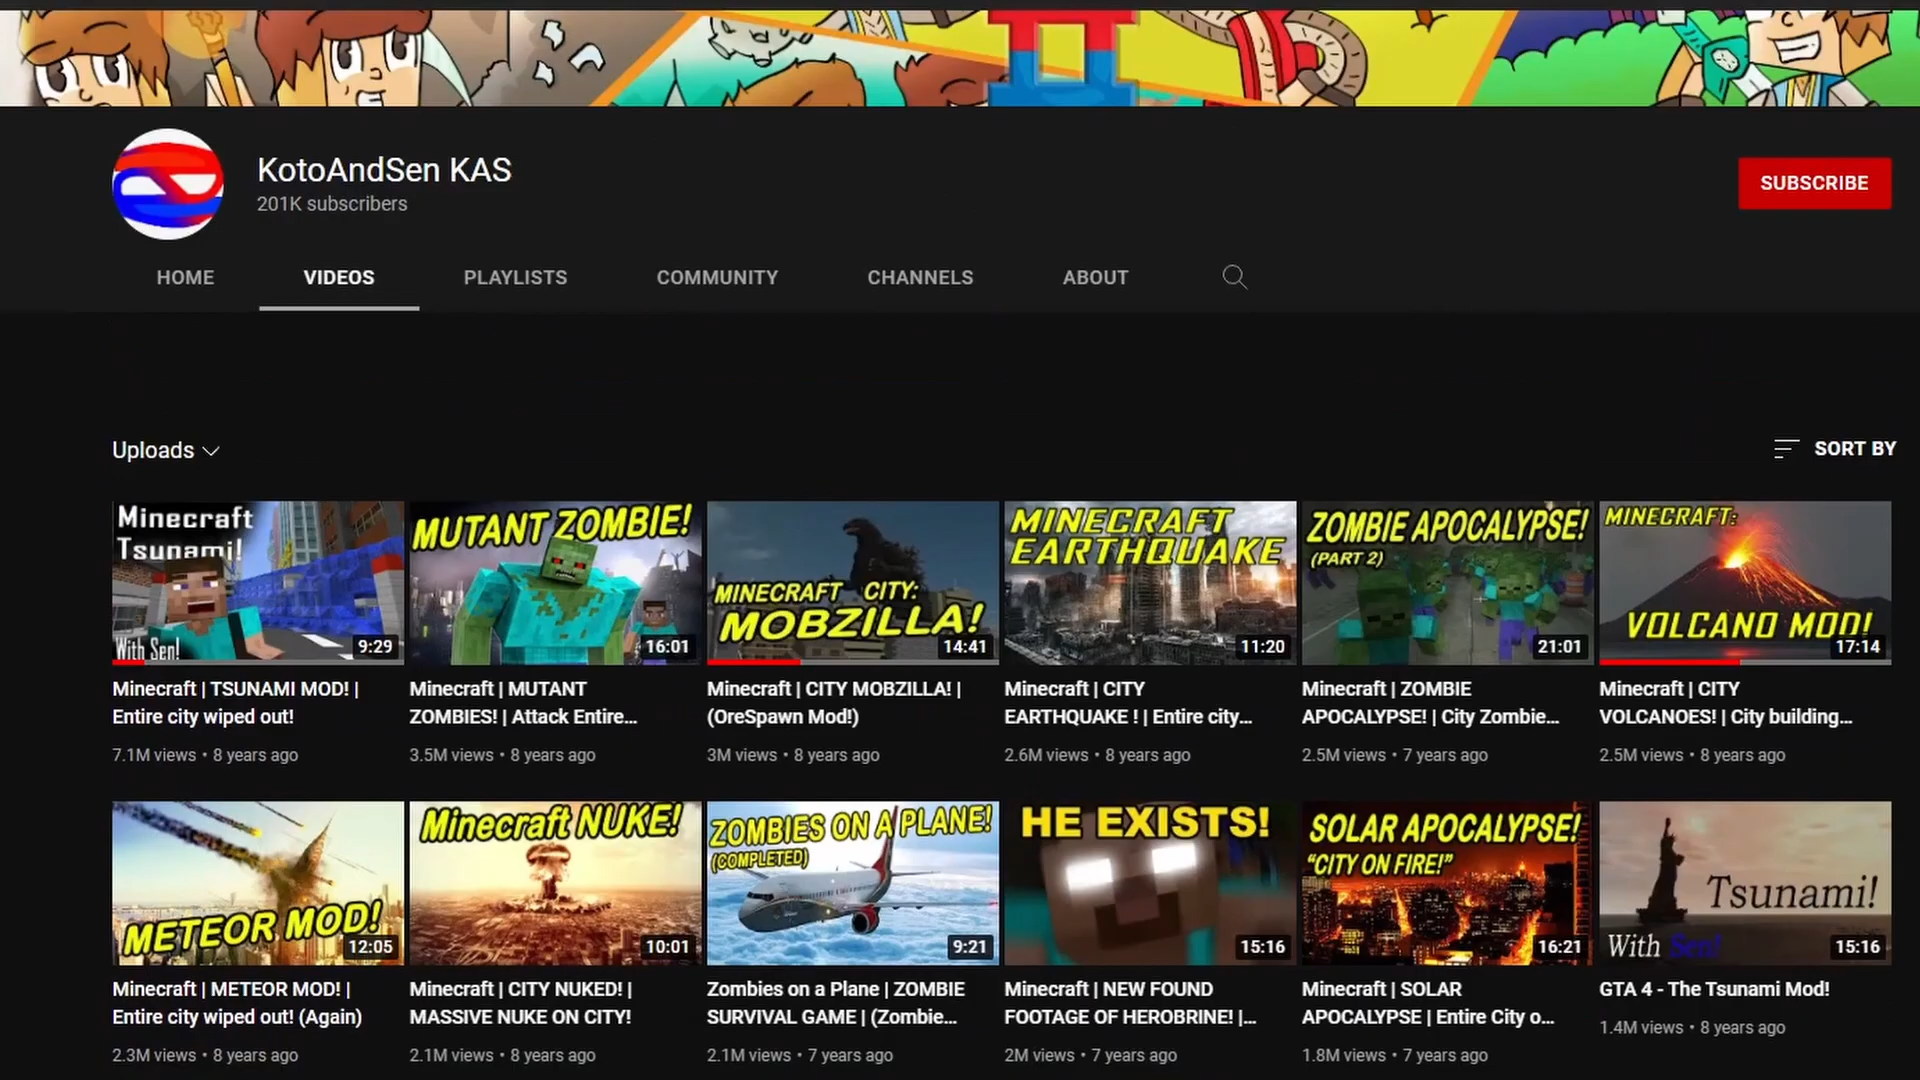 KotoAndSen KAS
201K subscribers
SUBSCRIBE
HOME VIDEOS PLAYLISTS COMMUNITY CHANNELS ABOUT
Uploads
SORT BY
Minecraft
Tsunami!
With Sen!
9:29
MUTANT ZOMBIE!
16:01
MINECRAFT CITY:
MOBZILLA!
14:41
MINECRAFT
EARTHQUAKE
11:20
ZOMBIE APOCALYPSE!
(PART 2)
21:01
MINECRAFT:
VOLCANO MOD!
17:14
Minecraft | TSUNAMI MOD! |
Entire city wiped out!
7.1M views • 8 years ago
Minecraft | MUTANT
ZOMBIES! | Attack Entire...
3.5M views • 8 years ago
Minecraft | CITY MOBZILLA! |
(OreSpawn Mod!)
3M views • 8 years ago
Minecraft | CITY
EARTHQUAKE ! | Entire city...
2.6M views • 8 years ago
Minecraft | ZOMBIE
APOCALYPSE! | City Zombie...
2.5M views • 7 years ago
Minecraft | CITY
VOLCANOES! | City building...
2.5M views • 8 years ago
METEOR MOD!
12:05
Minecraft NUKE!
10:01
ZOMBIES ON A PLANE!
(COMPLETED)
9:21
HE EXISTS!
15:16
SOLAR APOCALYPSE!
"CITY ON FIRE!"
16:21
Tsunami!
With Sen!
15:16
Minecraft | METEOR MOD! |
Entire city wiped out! (Again)
2.3M views • 8 years ago
Minecraft | CITY NUKED! |
MASSIVE NUKE ON CITY!
2.1M views • 8 years ago
Zombies on a Plane | ZOMBIE
SURVIVAL GAME | (Zombie...
2.1M views • 7 years ago
Minecraft | NEW FOUND
FOOTAGE OF HEROBRINE! |...
2M views • 7 years ago
Minecraft | SOLAR
APOCALYPSE | Entire City o...
1.8M views • 7 years ago
GTA 4 - The Tsunami Mod!
1.4M views • 8 years ago